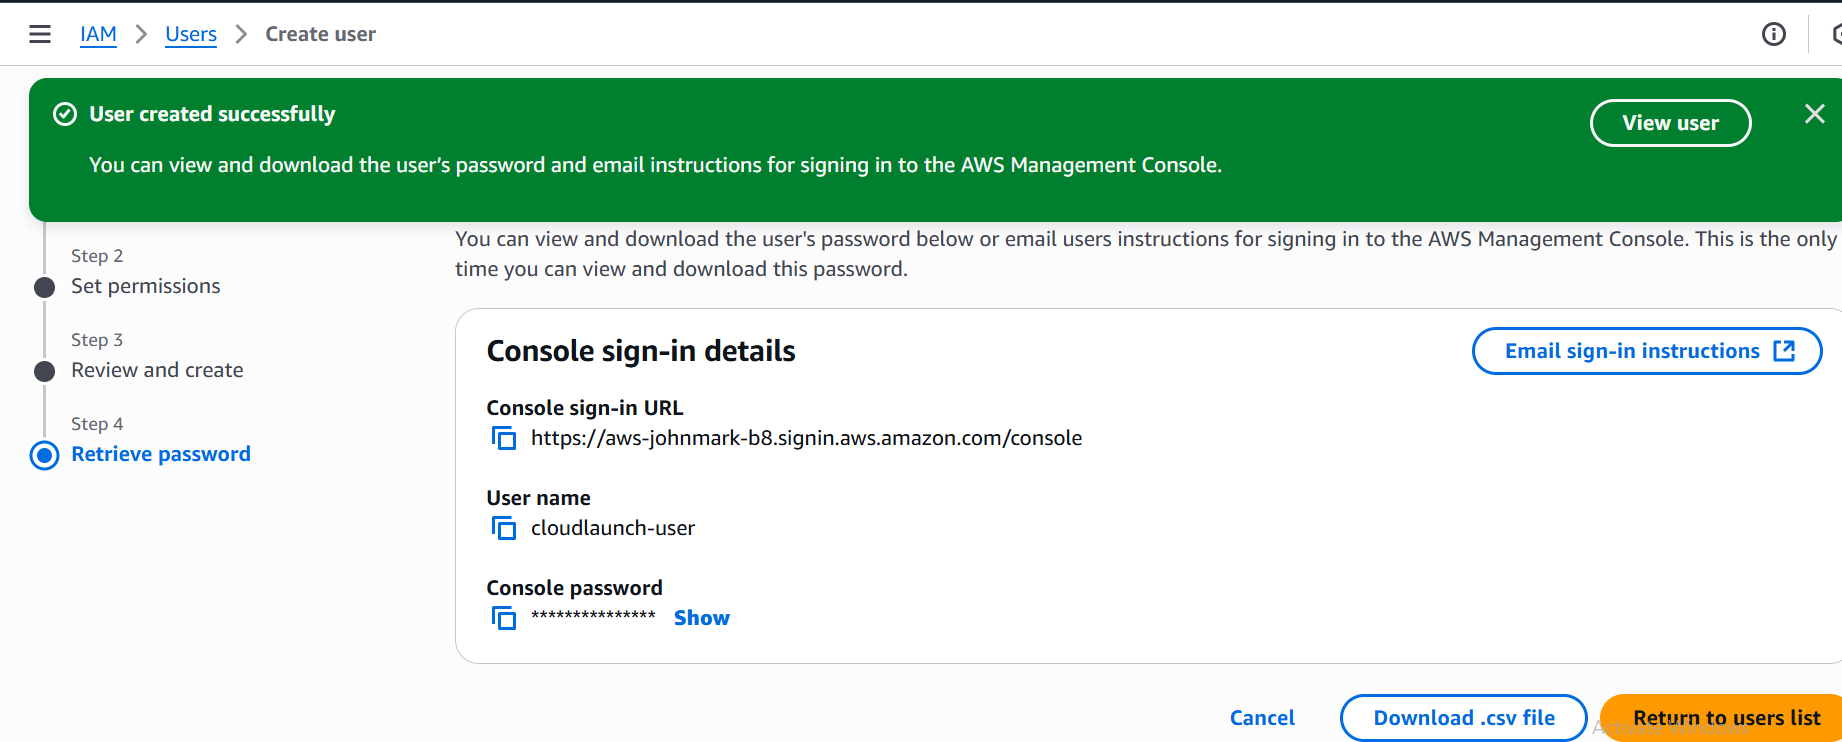 IAM > Users > Create user
User created successfully
View user
You can view and download the user's password and email instructions for signing in to the AWS Management Console.
Step 2
Set permissions
Step 3
Review and create
Step 4
Retrieve password
You can view and download the user's password below or email users instructions for signing in to the AWS Management Console. This is the only
time you can view and download this password.
Console sign-in details
Email sign-in instructions
Console sign-in URL
https://aws-johnmark-b8.signin.aws.amazon.com/console
User name
cloudlaunch-user
Console password
*************** Show
Cancel
Download .csv file
Return to users list
Activate Windows